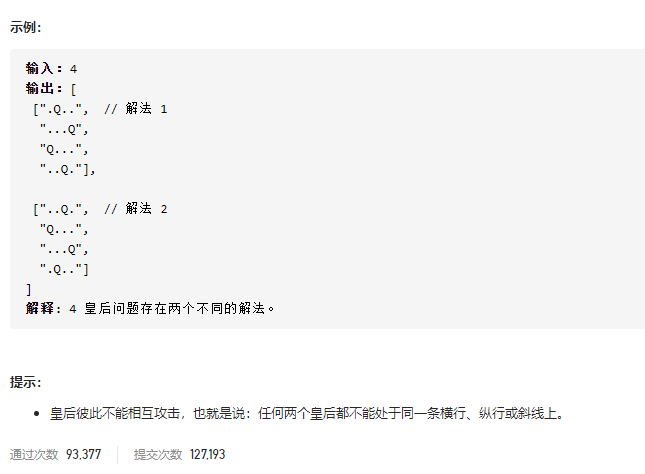 示例：
输入：4
输出：[
 [".Q..",  // 解法 1
  "...Q",
  "Q...",
  "..Q."],
 ["..Q.",  // 解法 2
  "Q...",
  "...Q",
  ".Q.."]
]
解释：4 皇后问题存在两个不同的解法。
提示：
• 皇后彼此不能相互攻击，也就是说：任何两个皇后都不能处于同一条横行、纵行或斜线上。
通过次数 93,377 提交次数 127,193